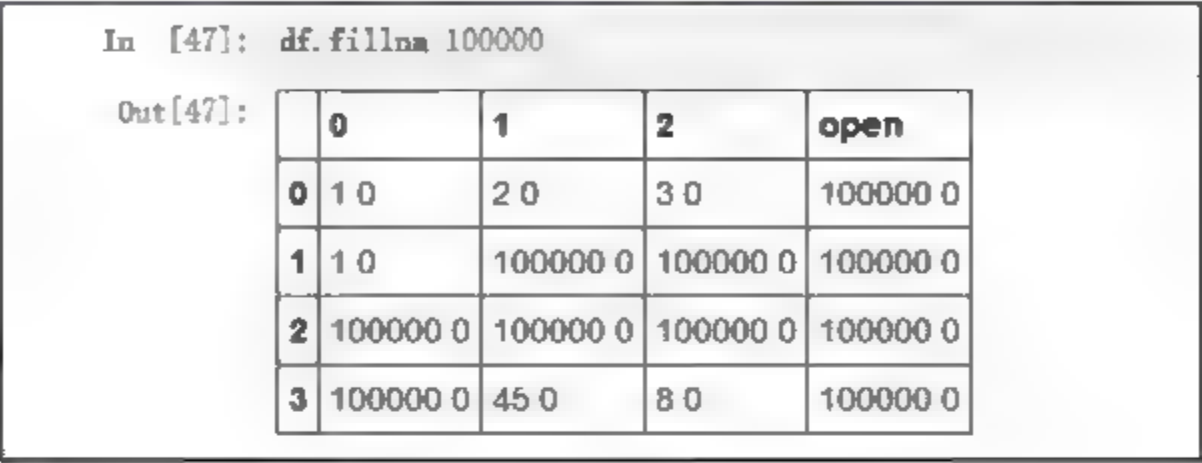 In [47]: df.fillna 100000
Out[47]:
0 1 2 open
0 1 0 2 0 3 0 100000 0
1 1 0 100000 0 100000 0 100000 0
2 100000 0 100000 0 100000 0 100000 0
3 100000 0 45 0 8 0 100000 0